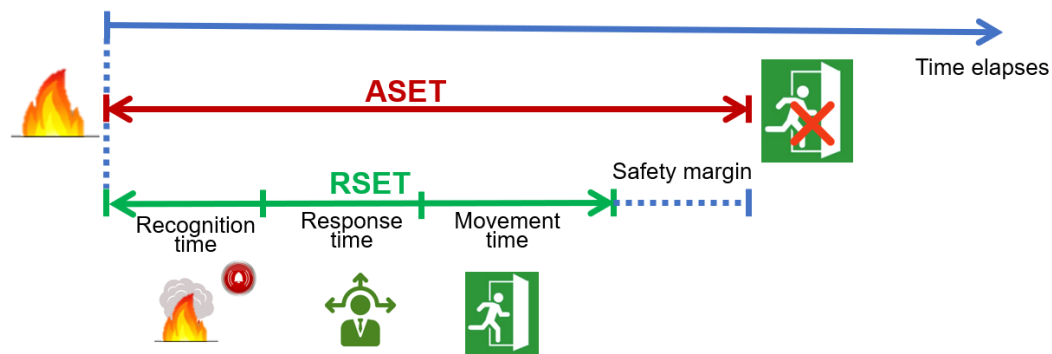 Time elapses
ASET
Safety margin
RSET
Recognition
time
Response
time
Movement
time